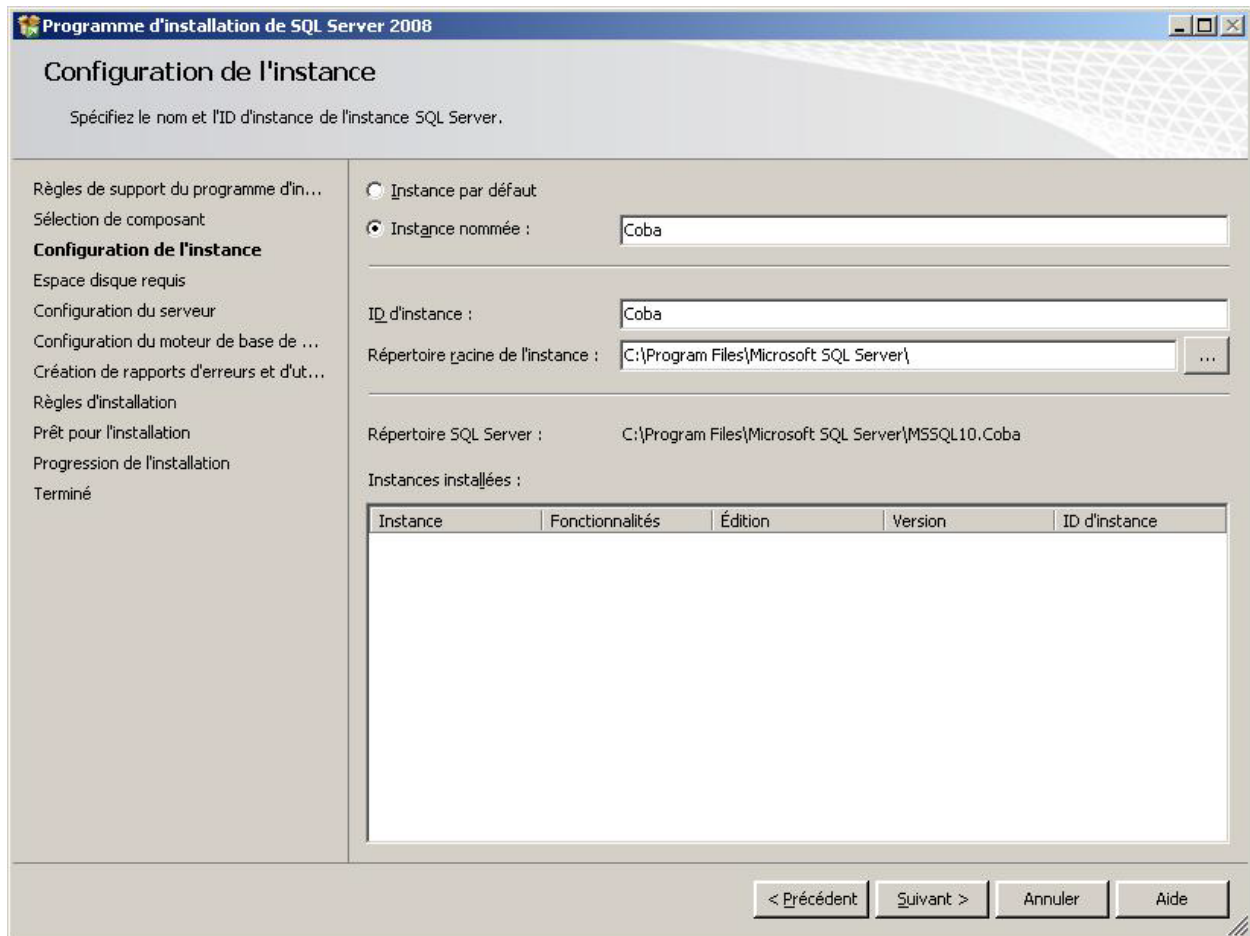 Programme d'installation de SQL Server 2008
Configuration de l'instance
Spécifiez le nom et l'ID d'instance de l'instance SQL Server.
Règles de support du programme d'in...
Sélection de composant
Configuration de l'instance
Espace disque requis
Configuration du serveur
Configuration du moteur de base de ...
Création de rapports d'erreurs et d'ut...
Règles d'installation
Prêt pour l'installation
Progression de l'installation
Terminé
Instance par défaut
Instance nommée : Coba
ID d'instance : Coba
Répertoire racine de l'instance : C:\Program Files\Microsoft SQL Server\ ...
Répertoire SQL Server : C:\Program Files\Microsoft SQL Server\MSSQL10.Coba
Instances installées :
Instance Fonctionnalités Édition Version ID d'instance
< Précédent Suivant > Annuler Aide